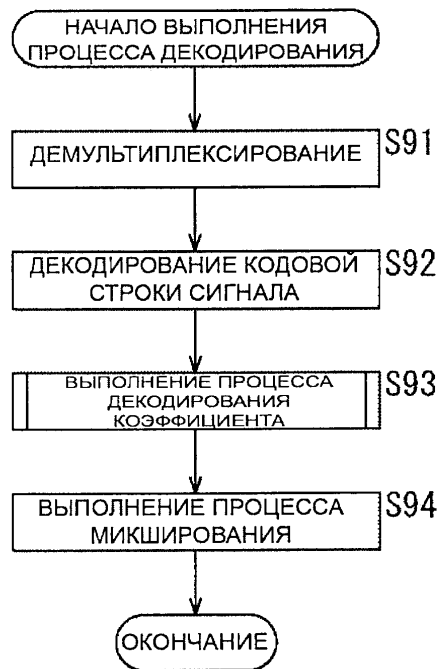 НАЧАЛО ВЫПОЛНЕНИЯ
ПРОЦЕССА ДЕКОДИРОВАНИЯ
ДЕМУЛЬТИПЛЕКСИРОВАНИЕ
S91
ДЕКОДИРОВАНИЕ КОДОВОЙ
СТРОКИ СИГНАЛА
S92
ВЫПОЛНЕНИЕ ПРОЦЕССА
ДЕКОДИРОВАНИЯ
КОЭФФИЦИЕНТА
S93
ВЫПОЛНЕНИЕ ПРОЦЕССА
МИКШИРОВАНИЯ
S94
ОКОНЧАНИЕ